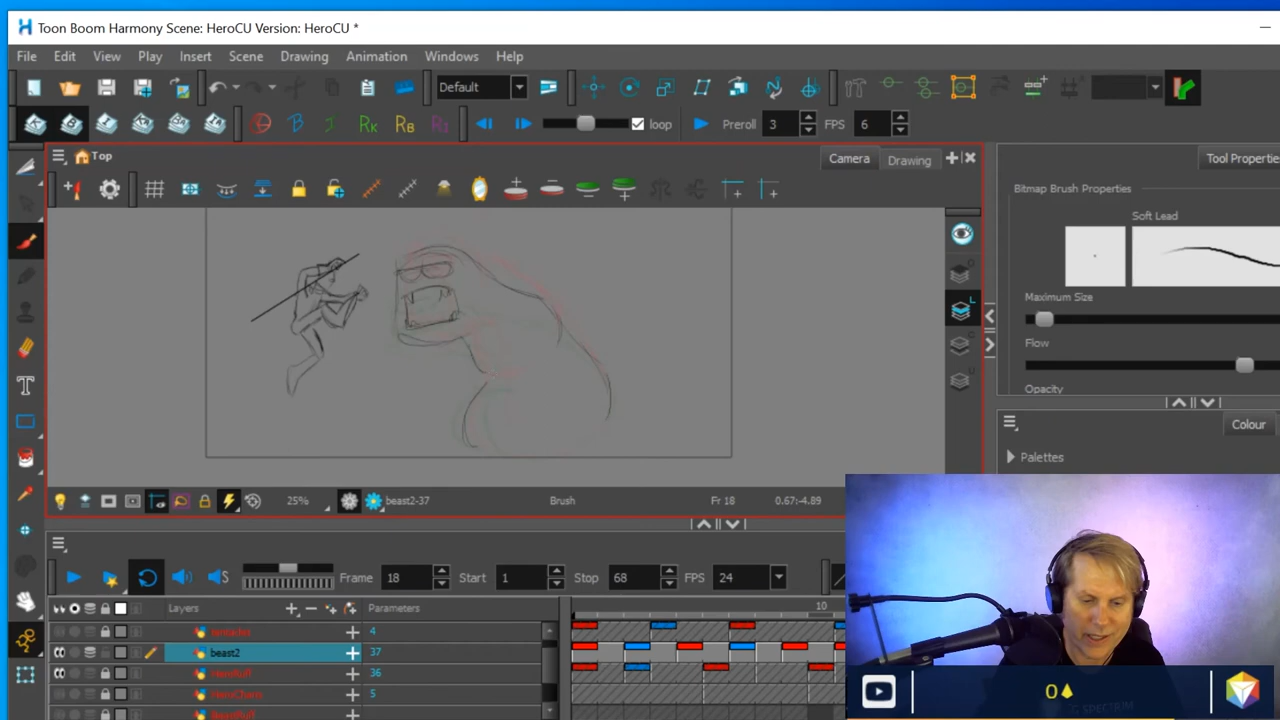 Toon Boom Harmony Scene: HeroCU Version: HeroCU *
File Edit View Play Insert Scene Drawing Animation Windows Help
Default
loop Preroll 3 FPS 6
Top Camera Drawing Tool Propertie
Bitmap Brush Properties
Soft Lead
Maximum Size
Flow
Opacity
Colour
Palettes
25% beast2-37 Brush Fr 18 0.67:-4.89
Frame 18 Start 1 Stop 68 FPS 24
Layers Parameters 10
4
beast2 37
36
5
0